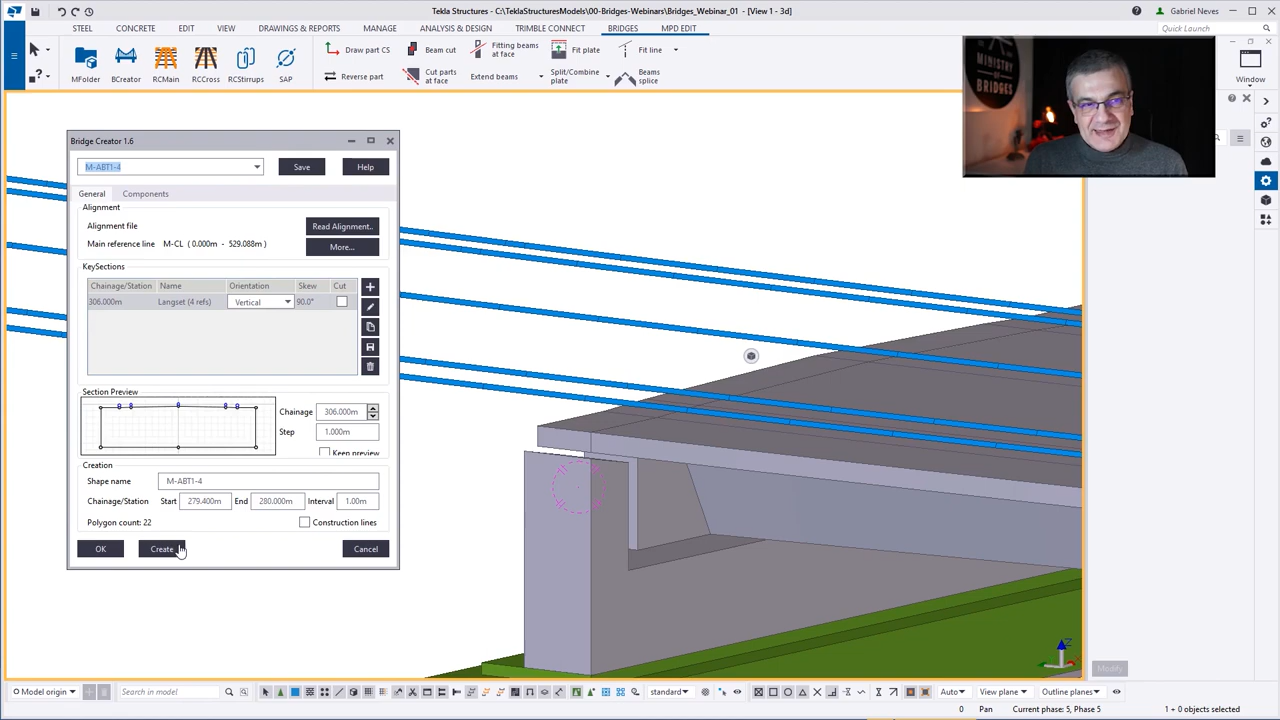 Tekla Structures - C:\TeklaStructuresModels\00-Bridges-Webinars\Bridges_Webinar_01 - [View 1 - 3d]
Gabriel Neves
STEEL CONCRETE EDIT VIEW DRAWINGS & REPORTS MANAGE ANALYSIS & DESIGN TRIMBLE CONNECT BRIDGES MPD EDIT
Quick Launch
MFolder BCreator RCMain RCCross RCStirrups SAP
Draw part CS Beam cut Fitting beams at face Fit plate Fit line
Reverse part Cut parts at face Extend beams Split/Combine plate Beams splice
Window
MINISTRY OF BRIDGES
Bridge Creator 1.6
M-ABT1-4 Save Help
General Components
Alignment
Alignment file Read Alignment..
Main reference line M-CL ( 0.000m - 529.088m ) More...
KeySections
Chainage/Station Name Orientation Skew Cut
306.000m Langset (4 refs) Vertical 90.0°
Section Preview
Chainage 306.000m
Step 1.000m
Keep preview
Creation
Shape name M-ABT1-4
Chainage/Station Start 279.400m End 280.000m Interval 1.00m
Polygon count: 22 Construction lines
OK Create Cancel
Z
Modify
Model origin Search in model standard Auto View plane Outline planes
0 Pan Current phase: 5, Phase 5 1 + 0 objects selected